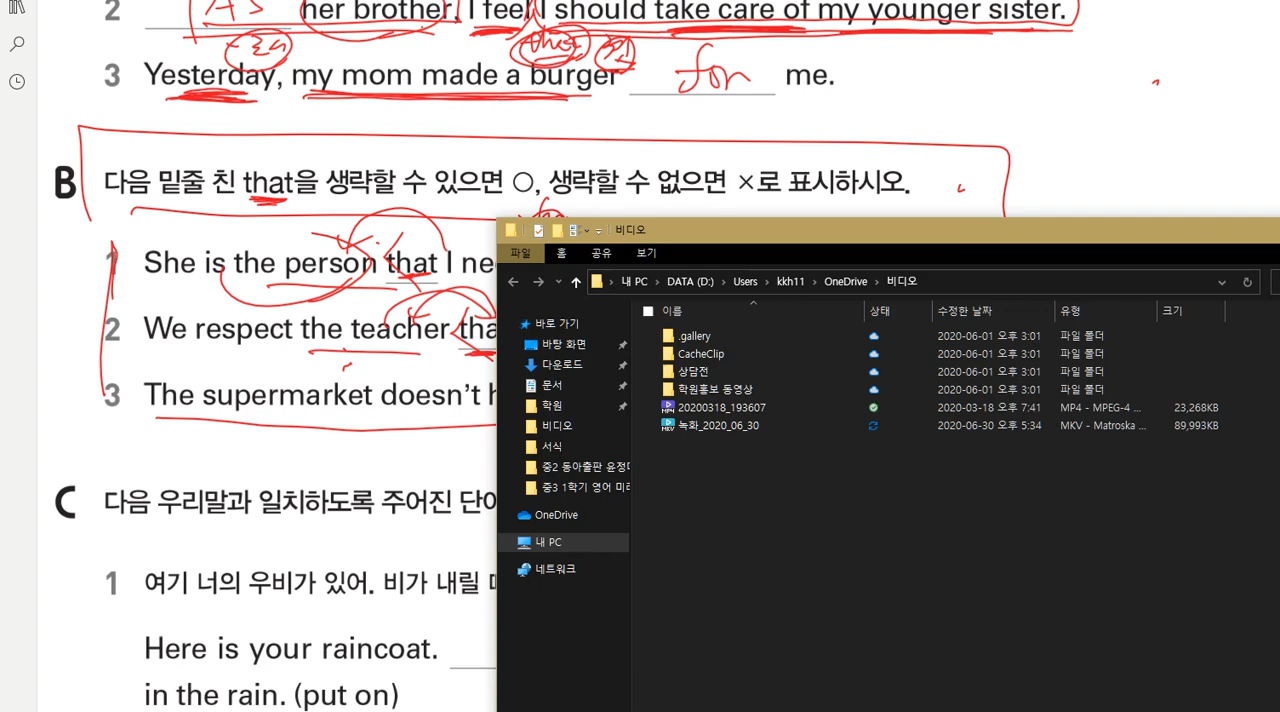 2 As her brother, I feel I should take care of my younger sister.
that
3 Yesterday, my mom made a burger for me.
B 다음 밑줄 친 that을 생략할 수 있으면 ○, 생략할 수 없으면 ×로 표시하시오.
1 She is the person that I ne
2 We respect the teacher tha
3 The supermarket doesn't h
C 다음 우리말과 일치하도록 주어진 단어
1 여기 너의 우비가 있어. 비가 내릴 때
Here is your raincoat.
in the rain. (put on)
비디오
파일 홈 공유 보기
내 PC > DATA (D:) > Users > kkh11 > OneDrive > 비디오
바로 가기
바탕 화면
다운로드
문서
학원
비디오
서식
중2 동아출판 윤정미
중3 1학기 영어 미래
OneDrive
내 PC
네트워크
이름 상태 수정한 날짜 유형 크기
.gallery 2020-06-01 오후 3:01 파일 폴더
CacheClip 2020-06-01 오후 3:01 파일 폴더
상담전 2020-06-01 오후 3:01 파일 폴더
학원홍보 동영상 2020-06-01 오후 3:01 파일 폴더
20200318_193607 2020-03-18 오후 7:41 MP4 - MPEG-4 ... 23,268KB
녹화_2020_06_30 2020-06-30 오후 5:34 MKV - Matroska ... 89,993KB